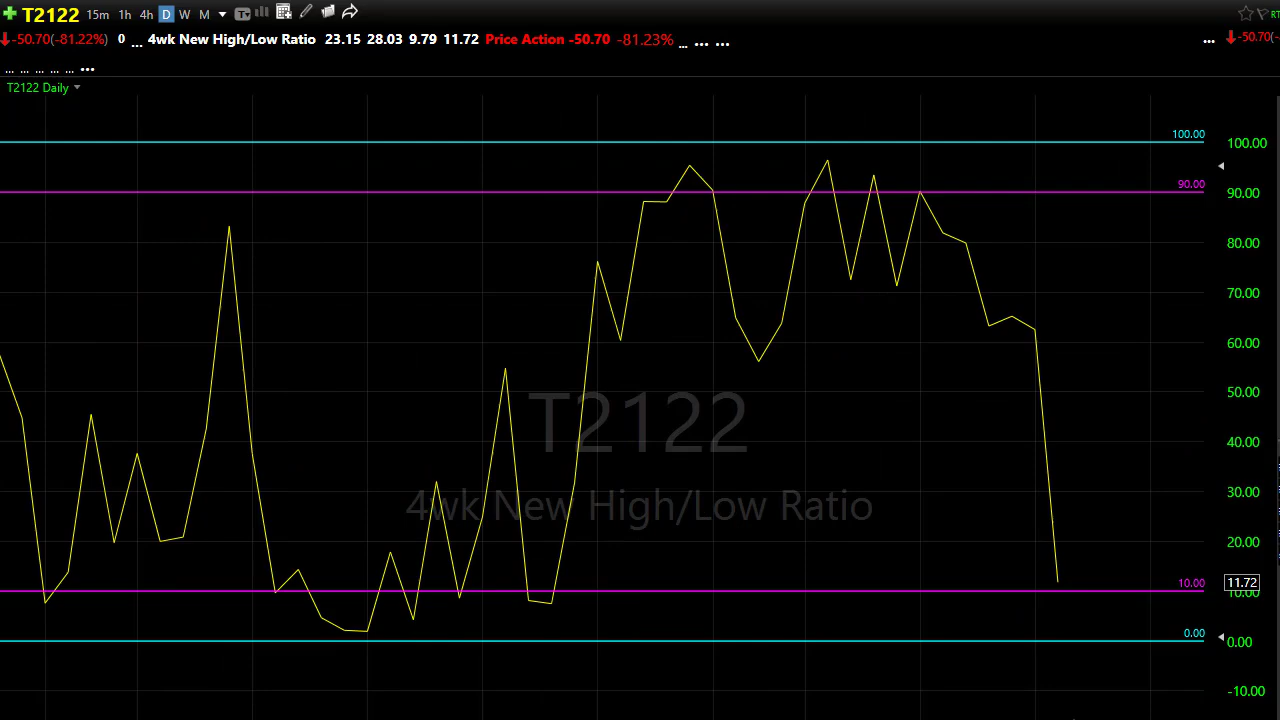 T2122 15m 1h 4h D W M T RT
-50.70(-81.22%) 0 ... 4wk New High/Low Ratio 23.15 28.03 9.79 11.72 Price Action -50.70 -81.23% ... ... ... ... -50.70(-
... ... ... ... ... ...
T2122 Daily
100.00 100.00
90.00 90.00
80.00
70.00
60.00
50.00
T2122
40.00
30.00
4wk New High/Low Ratio
20.00
10.00 11.72
10.00
0.00 0.00
-10.00